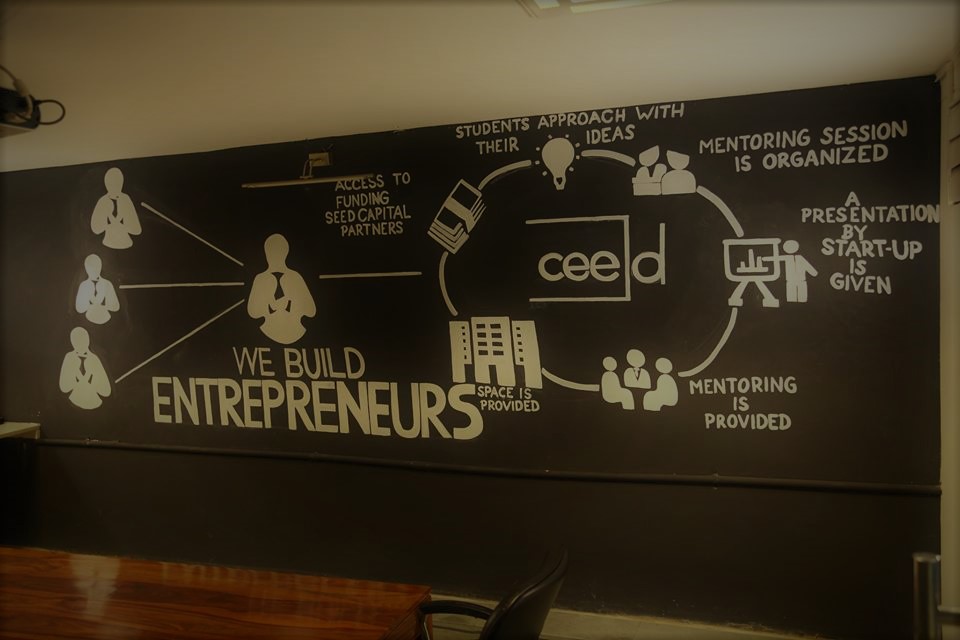 STUDENTS APPROACH WITH
THEIR IDEAS
MENTORING SESSION
IS ORGANIZED
A
PRESENTATION
BY
START-UP
IS
GIVEN
MENTORING
IS
PROVIDED
SPACE IS
PROVIDED
ACCESS TO
FUNDING
SEED CAPITAL
PARTNERS
ceed
WE BUILD
ENTREPRENEURS